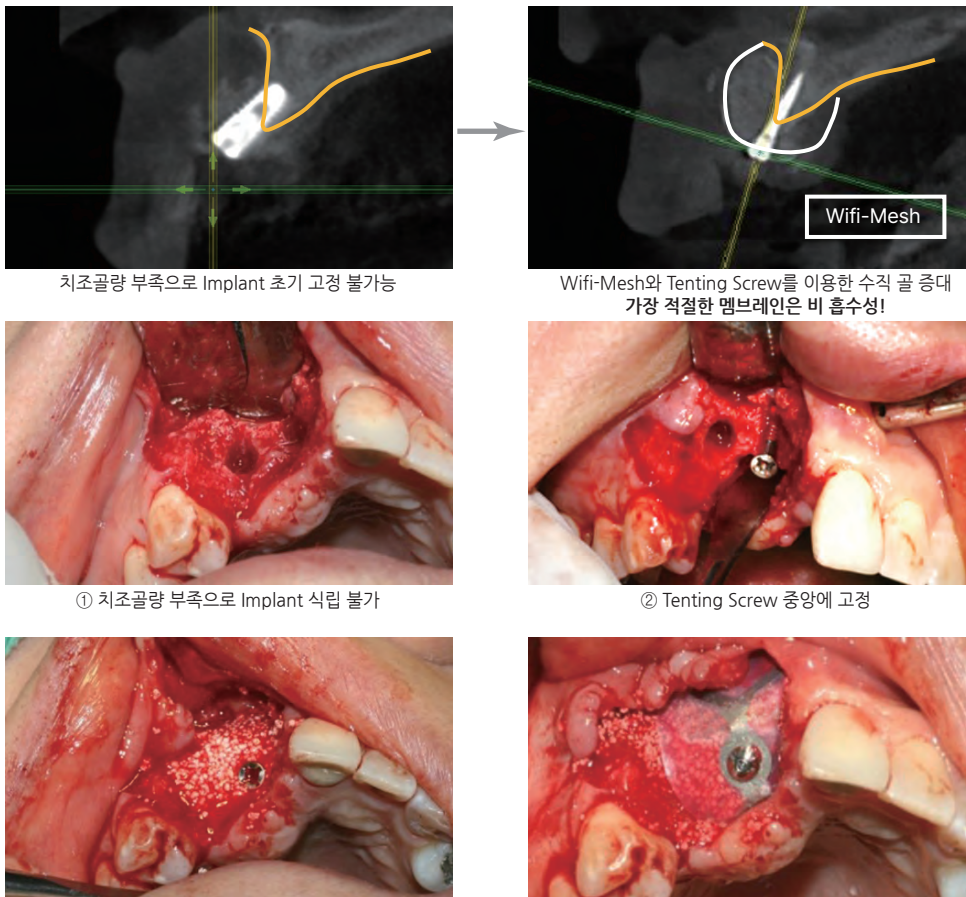 Wifi-Mesh
치조골량 부족으로 Implant 초기 고정 불가능
Wifi-Mesh와 Tenting Screw를 이용한 수직 골 증대
가장 적절한 멤브레인은 비 흡수성!
① 치조골량 부족으로 Implant 식립 불가
② Tenting Screw 중앙에 고정